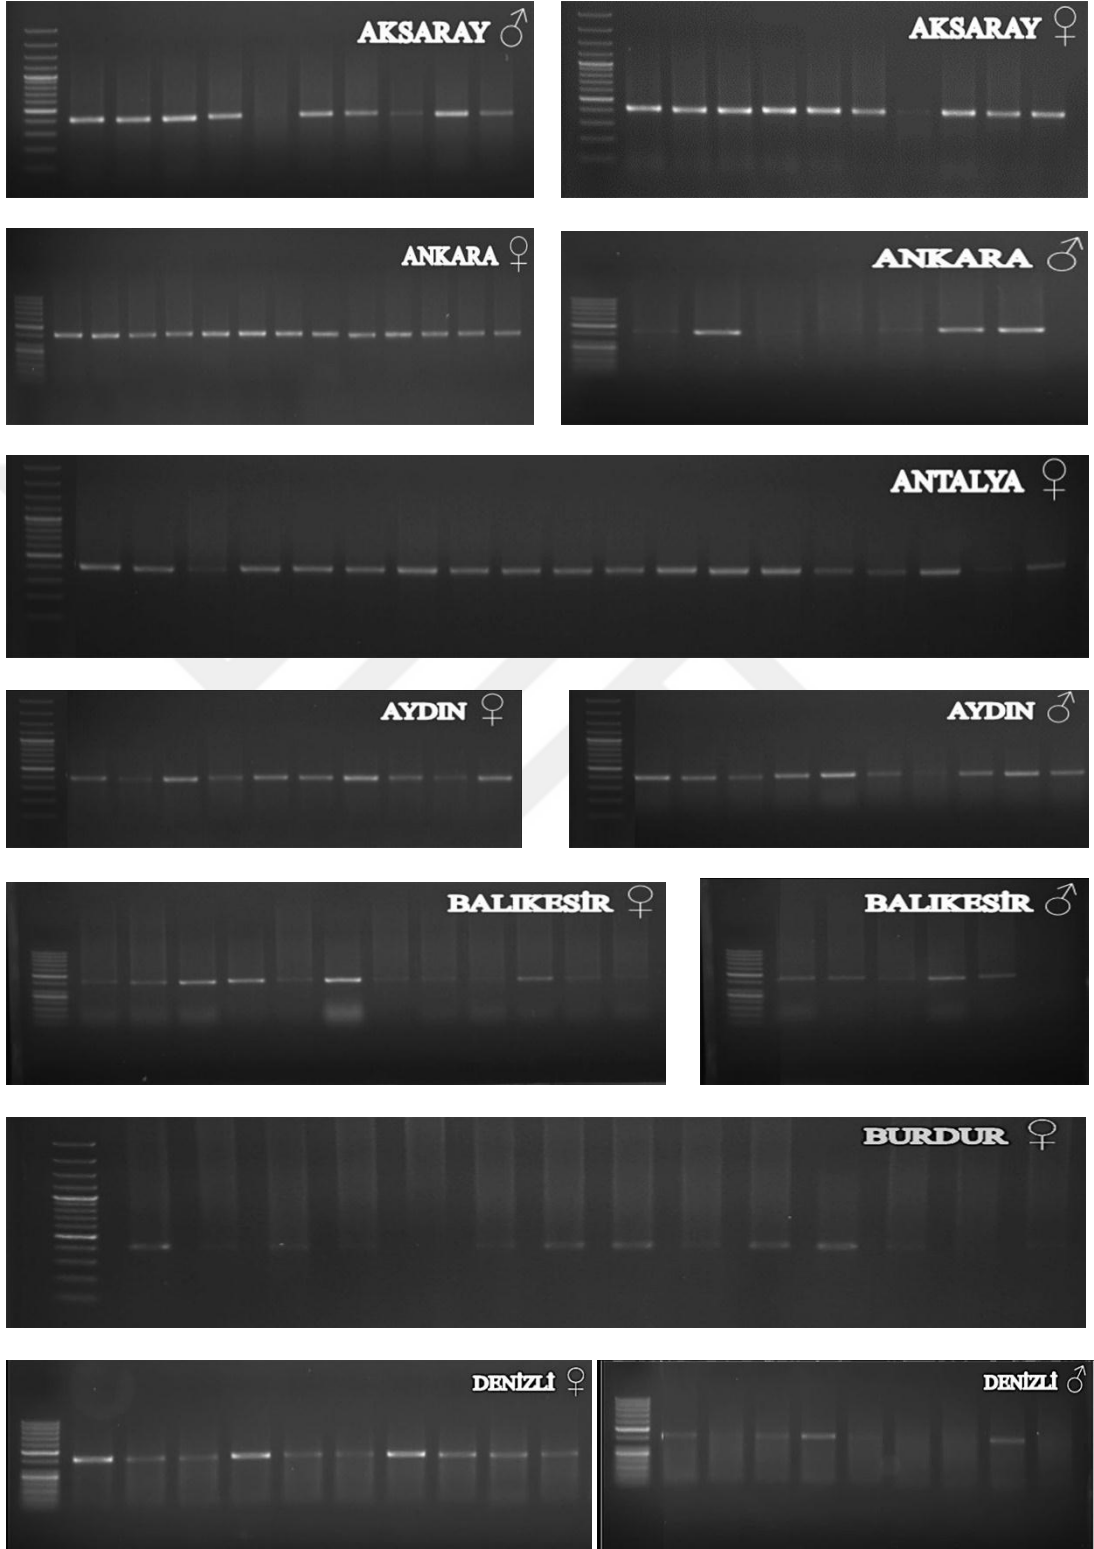 AKSARAY ♂
AKSARAY ♀
ANKARA ♀
ANKARA ♂
ANTALYA ♀
AYDIN ♀
AYDIN ♂
BALIKESİR ♀
BALIKESİR ♂
BURDUR ♀
DENİZLİ ♀
DENİZLİ ♂